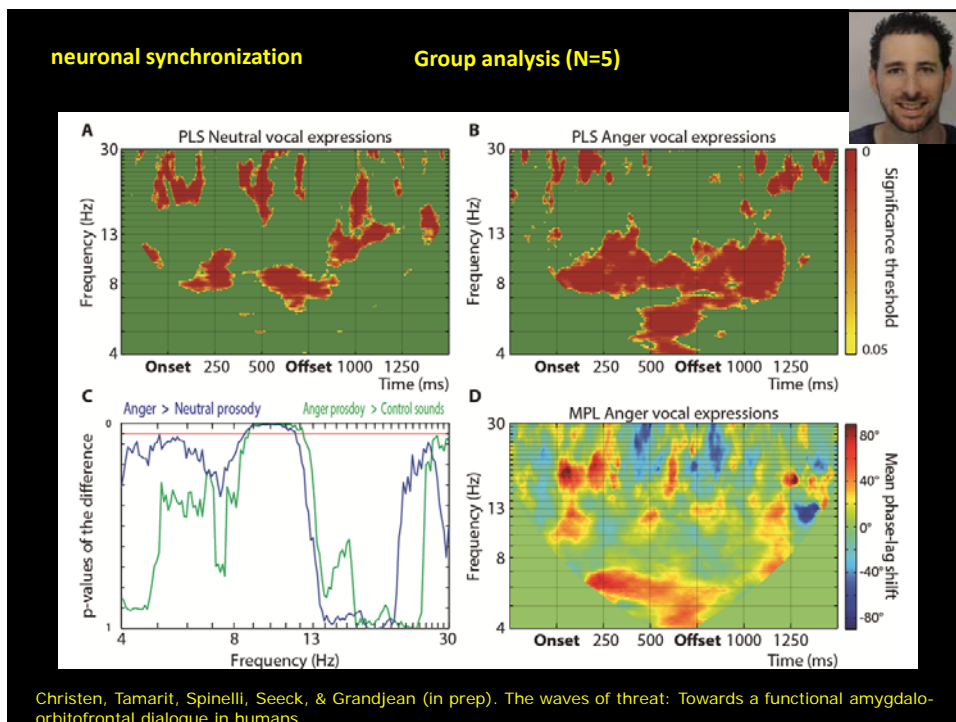 neuronal synchronization
Group analysis (N=5)
A
PLS Neutral vocal expressions
30
13
8
4
Frequency (Hz)
Onset 250 500 Offset 1000 1250
Time (ms)
B
PLS Anger vocal expressions
30
13
8
4
Frequency (Hz)
Onset 250 500 Offset 1000 1250
Time (ms)
0
Significance threshold
0.05
C
Anger > Neutral prosody
Anger prosdoy > Control sounds
0
1
p-values of the difference
4 8 13 30
Frequency (Hz)
D
MPL Anger vocal expressions
30
13
8
4
Frequency (Hz)
Onset 250 500 Offset 1000 1250
Time (ms)
80°
40°
0°
-40°
-80°
Mean phase-lag shilft
Christen, Tamarit, Spinelli, Seeck, & Grandjean (in prep). The waves of threat: Towards a functional amygdalo-
orbitofrontal dialogue in humans